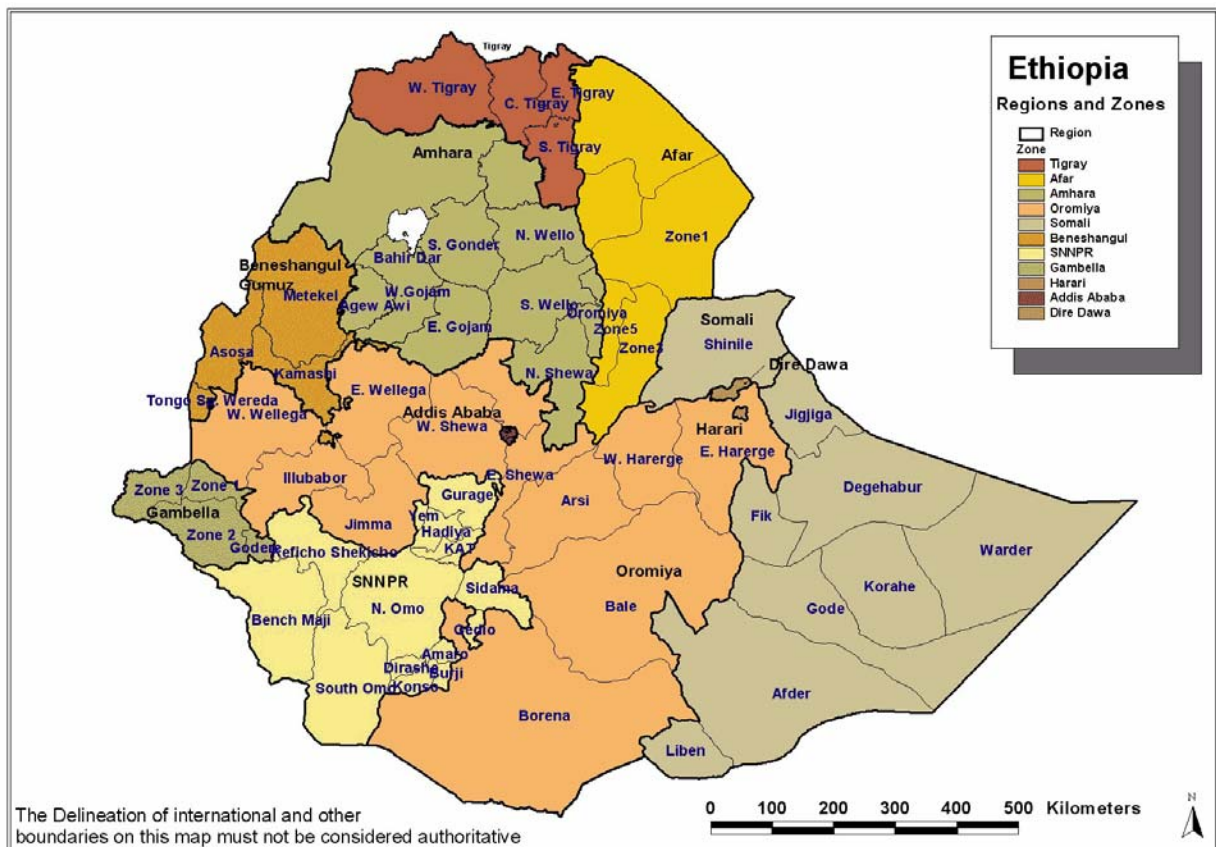 Ethiopia
Regions and Zones
Region
Zone
Tigray
Afar
Amhara
Oromiya
Somali
Beneshangul
SNNPR
Gambella
Harari
Addis Ababa
Dire Dawa
Tigray
W. Tigray
C. Tigray
E. Tigray
S. Tigray
Amhara
Afar
Zone1
N. Wello
S. Gonder
Bahir Dar
Beneshangul
Gumuz
Metekel
W.Gojam
Agew Awi
S. Wello
Oromiya
Zone5
E. Gojam
Zone3
Somali
Shinile
Asosa
Kamashi
N. Shewa
Dire Dawa
Tongo Sp. Wereda
W. Wellega
E. Wellega
Addis Ababa
W. Shewa
Harari
Jigjiga
W. Harerge
E. Harerge
E. Shewa
Illubabor
Zone 3
Zone
Gambella
Gurage
Arsi
Degehabur
Jimma
Yem
Hadiya
Fik
Zone 2
Godere
KAT
Keficho Shekicho
Warder
SNNPR
Sidama
Oromiya
Korahe
N. Omo
Bale
Gode
Bench Maji
Gedio
Amaro
Dirashe
Burji
South Omo
Konso
Afder
Borena
Liben
The Delineation of international and other
boundaries on this map must not be considered authoritative
0 100 200 300 400 500 Kilometers
N